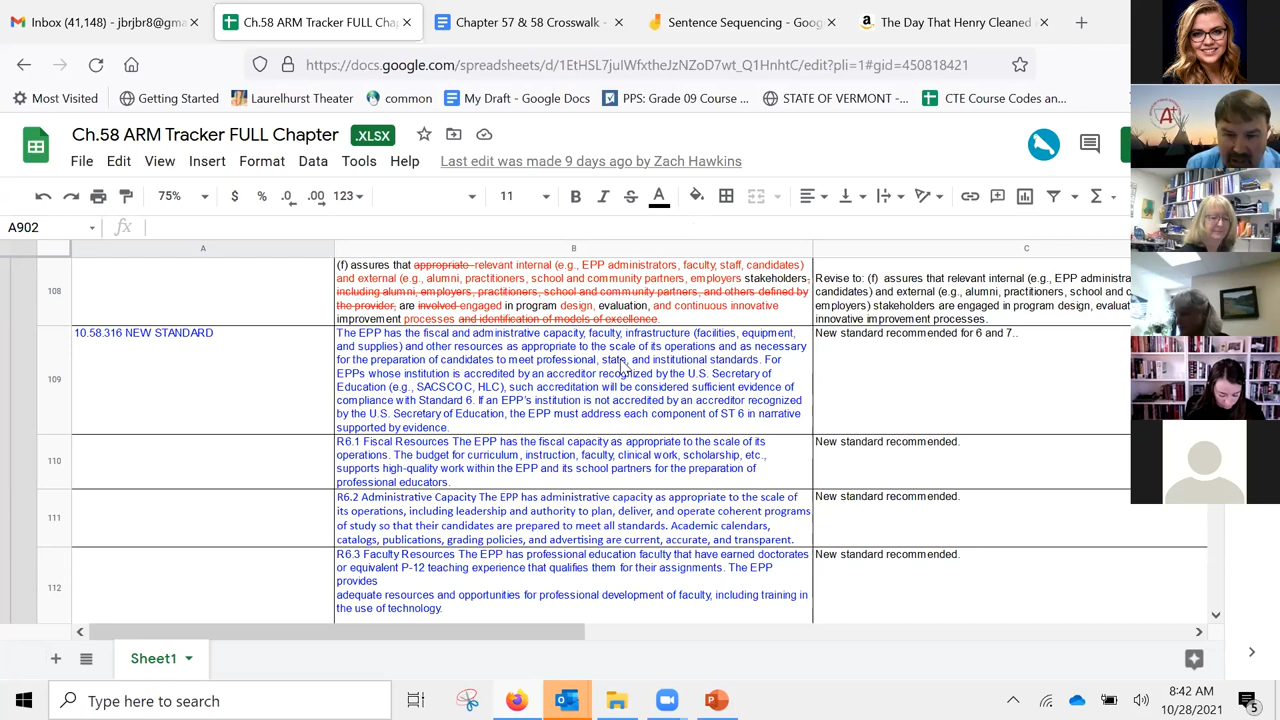 Inbox (41,148) - jbrjbr8@gma
Ch.58 ARM Tracker FULL Chap
Chapter 57 & 58 Crosswalk -
Sentence Sequencing - Google
The Day That Henry Cleaned
https://docs.google.com/spreadsheets/d/1EtHSL7julWfxtheJzNZoD7wt_Q1HnhtC/edit?pli=1#gid=450818421
Most Visited
Getting Started
Laurelhurst Theater
common
My Draft - Google Docs
PPS: Grade 09 Course ...
STATE OF VERMONT -...
CTE Course Codes an...
Ch.58 ARM Tracker FULL Chapter
.XLSX
File Edit View Insert Format Data Tools Help
Last edit was made 9 days ago by Zach Hawkins
75% $ % .0 .00 123 11 B I S A
A902
fx
A B C
108
(f) assures that appropriate relevant internal (e.g., EPP administrators, faculty, staff, candidates)
and external (e.g., alumni, practitioners, school and community partners, employers stakeholders,
including alumni, employers, practitioners, school and community partners, and others defined by
the provider, are involved engaged in program design, evaluation, and continuous innovative
improvement processes and identification of models of excellence.
Revise to: (f) assures that relevant internal (e.g., EPP administra
candidates) and external (e.g., alumni, practitioners, school and c
employers) stakeholders are engaged in program design, evaluat
innovative improvement processes.
109
10.58.316 NEW STANDARD
The EPP has the fiscal and administrative capacity, faculty, infrastructure (facilities, equipment,
and supplies) and other resources as appropriate to the scale of its operations and as necessary
for the preparation of candidates to meet professional, state, and institutional standards. For
EPPs whose institution is accredited by an accreditor recognized by the U.S. Secretary of
Education (e.g., SACSCOC, HLC), such accreditation will be considered sufficient evidence of
compliance with Standard 6. If an EPP's institution is not accredited by an accreditor recognized
by the U.S. Secretary of Education, the EPP must address each component of ST 6 in narrative
supported by evidence.
New standard recommended for 6 and 7..
110
R6.1 Fiscal Resources The EPP has the fiscal capacity as appropriate to the scale of its
operations. The budget for curriculum, instruction, faculty, clinical work, scholarship, etc.,
supports high-quality work within the EPP and its school partners for the preparation of
professional educators.
New standard recommended.
111
R6.2 Administrative Capacity The EPP has administrative capacity as appropriate to the scale of
its operations, including leadership and authority to plan, deliver, and operate coherent programs
of study so that their candidates are prepared to meet all standards. Academic calendars,
catalogs, publications, grading policies, and advertising are current, accurate, and transparent.
New standard recommended.
112
R6.3 Faculty Resources The EPP has professional education faculty that have earned doctorates
or equivalent P-12 teaching experience that qualifies them for their assignments. The EPP
provides
adequate resources and opportunities for professional development of faculty, including training in
the use of technology.
New standard recommended.
Sheet1
Type here to search
8:42 AM
10/28/2021
5